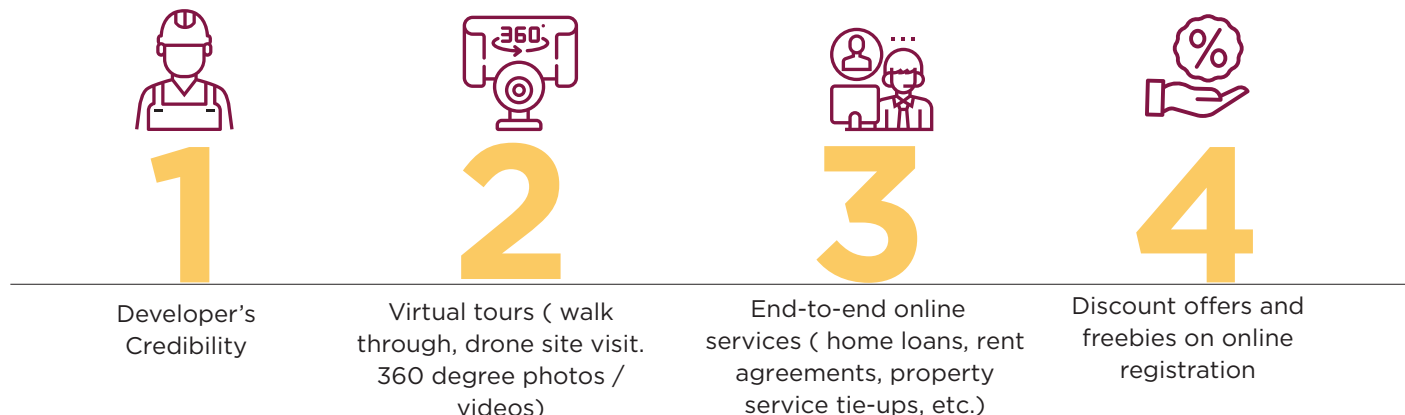 360°
%
1
2
3
4
Developer’s
Credibility
Virtual tours ( walk
through, drone site visit.
360 degree photos /
videos)
End-to-end online
services ( home loans, rent
agreements, property
service tie-ups, etc.)
Discount offers and
freebies on online
registration